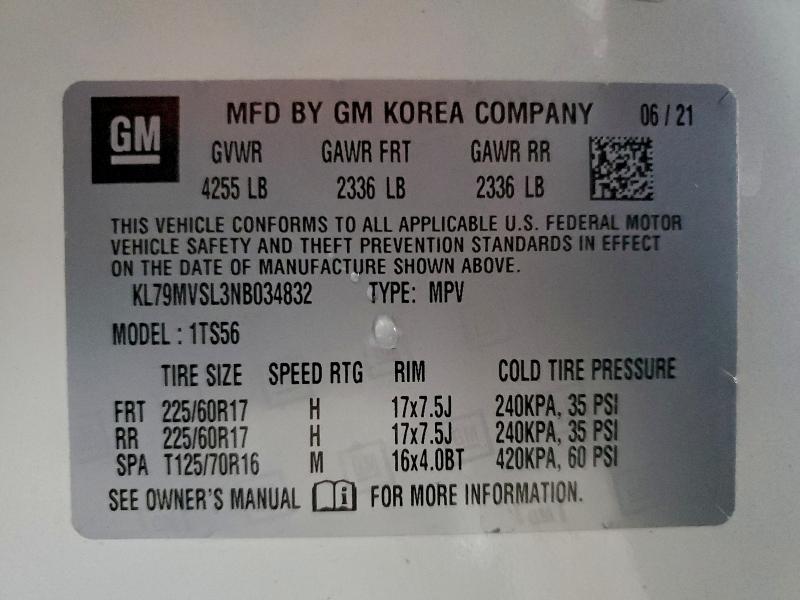 GM MFD BY GM KOREA COMPANY 06/21
GVWR GAWR FRT GAWR RR
4255 LB 2336 LB 2336 LB
THIS VEHICLE CONFORMS TO ALL APPLICABLE U.S. FEDERAL MOTOR
VEHICLE SAFETY AND THEFT PREVENTION STANDARDS IN EFFECT
ON THE DATE OF MANUFACTURE SHOWN ABOVE.
KL79MVSL3NB034832 TYPE: MPV
MODEL : 1TS56
TIRE SIZE SPEED RTG RIM COLD TIRE PRESSURE
FRT 225/60R17 H 17x7.5J 240KPA, 35 PSI
RR 225/60R17 H 17x7.5J 240KPA, 35 PSI
SPA T125/70R16 M 16x4.0BT 420KPA, 60 PSI
SEE OWNER'S MANUAL i FOR MORE INFORMATION.